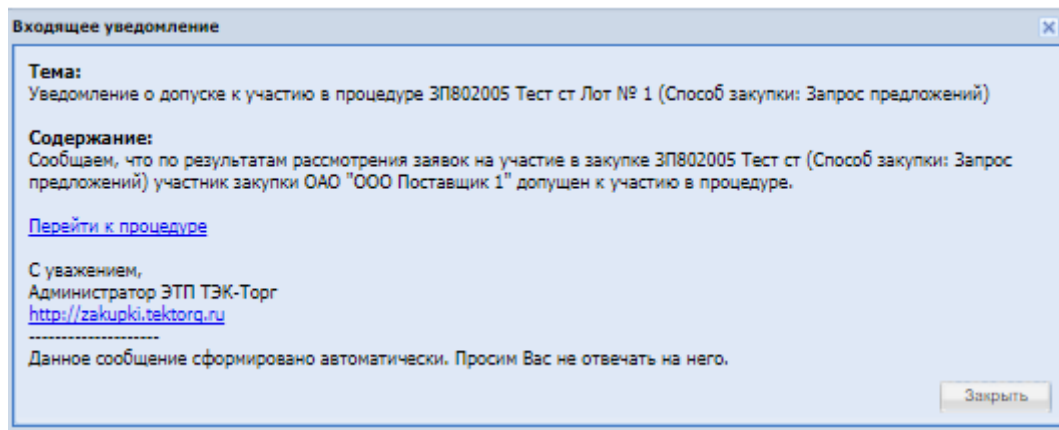 Входящее уведомление
Тема:
Уведомление о допуске к участию в процедуре ЗП802005 Тест ст Лот № 1 (Способ закупки: Запрос предложений)
Содержание:
Сообщаем, что по результатам рассмотрения заявок на участие в закупке ЗП802005 Тест ст (Способ закупки: Запрос
предложений) участник закупки ОАО "ООО Поставщик 1" допущен к участию в процедуре.
Перейти к процедуре
С уважением,
Администратор ЭТП ТЭК-Торг
http://zakupki.tektorg.ru
--------------------
Данное сообщение сформировано автоматически. Просим Вас не отвечать на него.
Закрыть